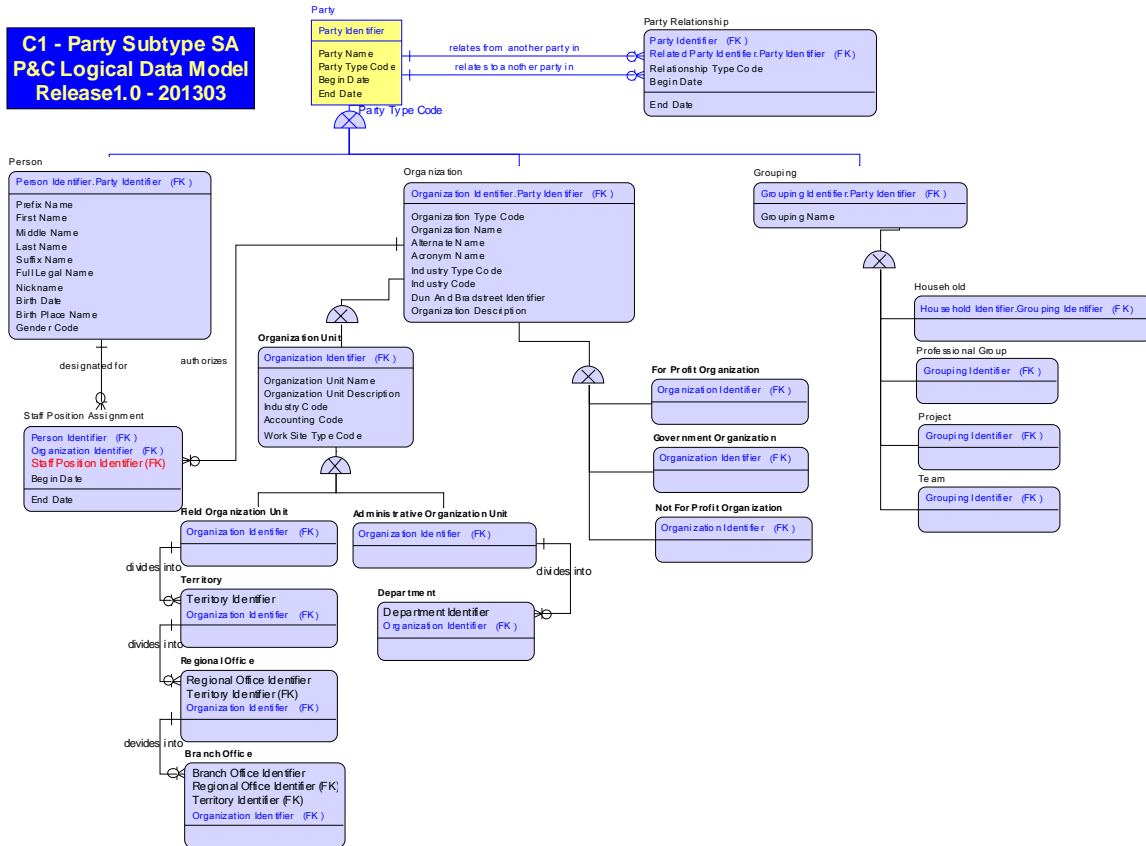 C1 - Party Subtype SA
P&C Logical Data Model
Release1.0 - 201303
Party
Party Identifier
Party Name
Party Type Code
Begin Date
End Date
Party Type Code
relates from another party in
relates to another party in
Party Relationship
Party Identifier (FK)
Related Party Identifier.Party Identifier (FK)
Relationship Type Code
Begin Date
End Date
Person
Person Identifier.Party Identifier (FK)
Prefix Name
First Name
Middle Name
Last Name
Suffix Name
Full Legal Name
Nickname
Birth Date
Birth Place Name
Gender Code
Organization
Organization Identifier.Party Identifier (FK)
Organization Type Code
Organization Name
Alternate Name
Acronym Name
Industry Type Code
Industry Code
Dun And Bradstreet Identifier
Organization Description
Grouping
Grouping Identifier.Party Identifier (FK)
Grouping Name
Household
Household Identifier.Grouping Identifier (FK)
Professional Group
Grouping Identifier (FK)
Project
Grouping Identifier (FK)
Team
Grouping Identifier (FK)
designated for
authorizes
Staff Position Assignment
Person Identifier (FK)
Organization Identifier (FK)
Staff Position Identifier (FK)
Begin Date
End Date
Organization Unit
Organization Identifier (FK)
Organization Unit Name
Organization Unit Description
Industry Code
Accounting Code
Work Site Type Code
For Profit Organization
Organization Identifier (FK)
Government Organization
Organization Identifier (FK)
Not For Profit Organization
Organization Identifier (FK)
Field Organization Unit
Organization Identifier (FK)
divides into
Territory
Territory Identifier
Organization Identifier (FK)
divides into
Regional Office
Regional Office Identifier
Territory Identifier (FK)
Organization Identifier (FK)
devides into
Branch Office
Branch Office Identifier
Regional Office Identifier (FK)
Territory Identifier (FK)
Organization Identifier (FK)
Administrative Organization Unit
Organization Identifier (FK)
divides into
Department
Department Identifier
Organization Identifier (FK)